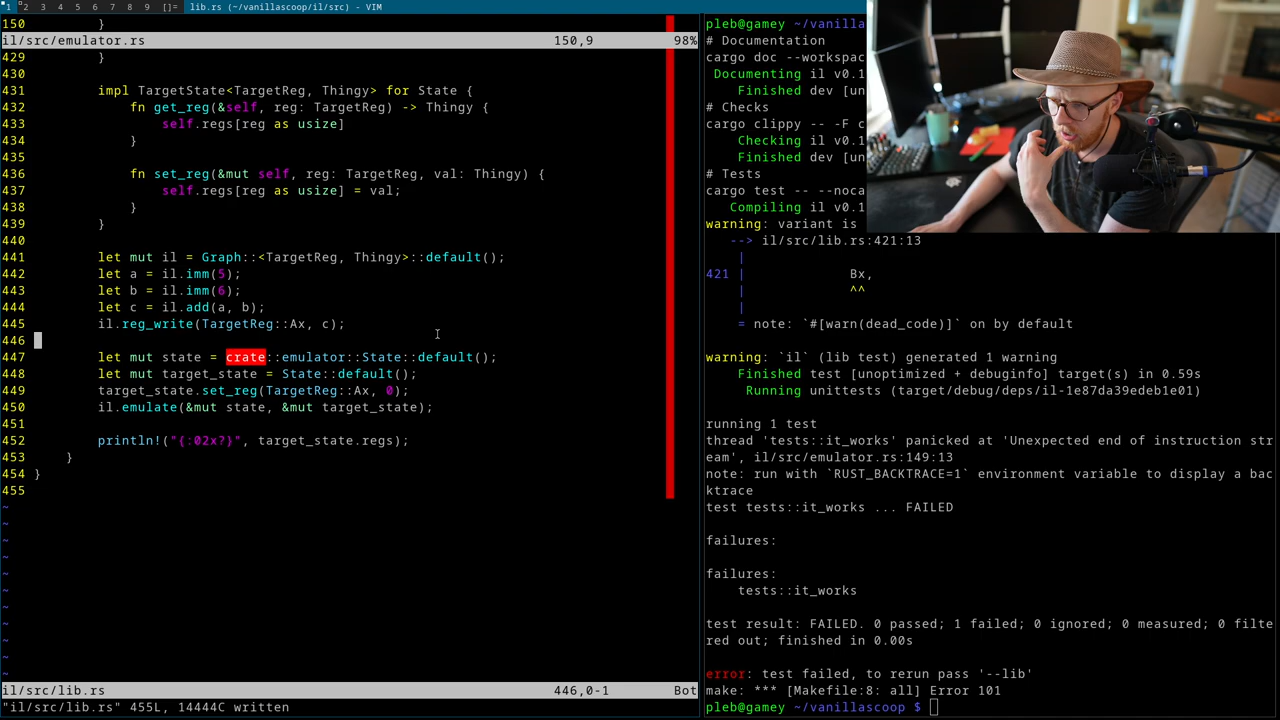 1 2 3 4 5 6 7 8 9 []= lib.rs (~/vanillascoop/il/src) - VIM
150         }
il/src/emulator.rs 150,9 98%
429         }
430
431         impl TargetState<TargetReg, Thingy> for State {
432             fn get_reg(&self, reg: TargetReg) -> Thingy {
433                 self.regs[reg as usize]
434             }
435
436             fn set_reg(&mut self, reg: TargetReg, val: Thingy) {
437                 self.regs[reg as usize] = val;
438             }
439         }
440
441         let mut il = Graph::<TargetReg, Thingy>::default();
442         let a = il.imm(5);
443         let b = il.imm(6);
444         let c = il.add(a, b);
445         il.reg_write(TargetReg::Ax, c);
446
447         let mut state = crate::emulator::State::default();
448         let mut target_state = State::default();
449         target_state.set_reg(TargetReg::Ax, 0);
450         il.emulate(&mut state, &mut target_state);
451
452         println!("{:02x?}", target_state.regs);
453     }
454 }
455
~
~
~
~
~
~
~
~
~
~
~
il/src/lib.rs 446,0-1 Bot
"il/src/lib.rs" 455L, 14444C written
pleb@gamey ~/vanilla
# Documentation
cargo doc --workspac
Documenting il v0.1
Finished dev [un
# Checks
cargo clippy -- -F c
Checking il v0.1
Finished dev [un
# Tests
cargo test -- --noca
Compiling il v0.1
warning: variant is
--> il/src/lib.rs:421:13
|
421 |         Bx,
|         ^^
|
= note: `#[warn(dead_code)]` on by default
warning: `il` (lib test) generated 1 warning
Finished test [unoptimized + debuginfo] target(s) in 0.59s
Running unittests (target/debug/deps/il-1e87da39edeb1e01)
running 1 test
thread 'tests::it_works' panicked at 'Unexpected end of instruction str
eam', il/src/emulator.rs:149:13
note: run with `RUST_BACKTRACE=1` environment variable to display a bac
ktrace
test tests::it_works ... FAILED
failures:
failures:
tests::it_works
test result: FAILED. 0 passed; 1 failed; 0 ignored; 0 measured; 0 filte
red out; finished in 0.00s
error: test failed, to rerun pass '--lib'
make: *** [Makefile:8: all] Error 101
pleb@gamey ~/vanillascoop $